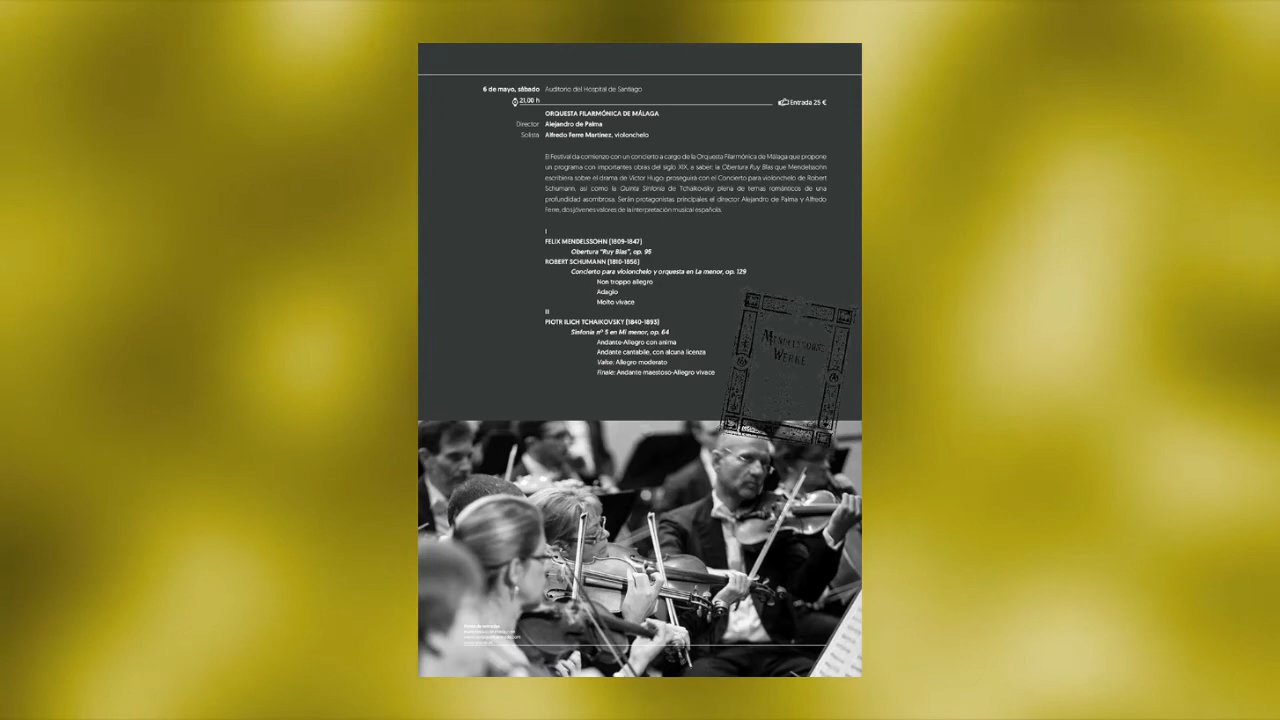 6 de mayo, sábado Auditorio del Hospital de Santiago
21.00 h
Entrada 25 €
ORQUESTA FILARMÓNICA DE MÁLAGA
Director Alejandro de Palma
Solista Alfredo Ferre Martínez, violonchelo
El Festival da comienzo con un concierto a cargo de la Orquesta Filarmónica de Málaga que propone
un programa con importantes obras del siglo XIX, a saber: la Obertura Ruy Blas que Mendelssohn
escribiera sobre el drama de Víctor Hugo; proseguirá con el Concierto para violonchelo de Robert
Schumann, así como la Quinta Sinfonía de Tchaikovsky plena de temas románticos de una
profundidad asombrosa. Serán protagonistas principales el director Alejandro de Palma y Alfredo
Ferre, dos jóvenes valores de la interpretación musical española.
I
FELIX MENDELSSOHN (1809-1847)
Obertura "Ruy Blas", op. 95
ROBERT SCHUMANN (1810-1856)
Concierto para violonchelo y orquesta en La menor, op. 129
Non troppo allegro
Adagio
Molto vivace
II
PIOTR ILICH TCHAIKOVSKY (1840-1893)
Sinfonía nº 5 en Mi menor, op. 64
Andante-Allegro con anima
Andante cantabile, con alcuna licenza
Valse: Allegro moderato
Finale: Andante maestoso-Allegro vivace
MENDELSSOHNS
WERKE